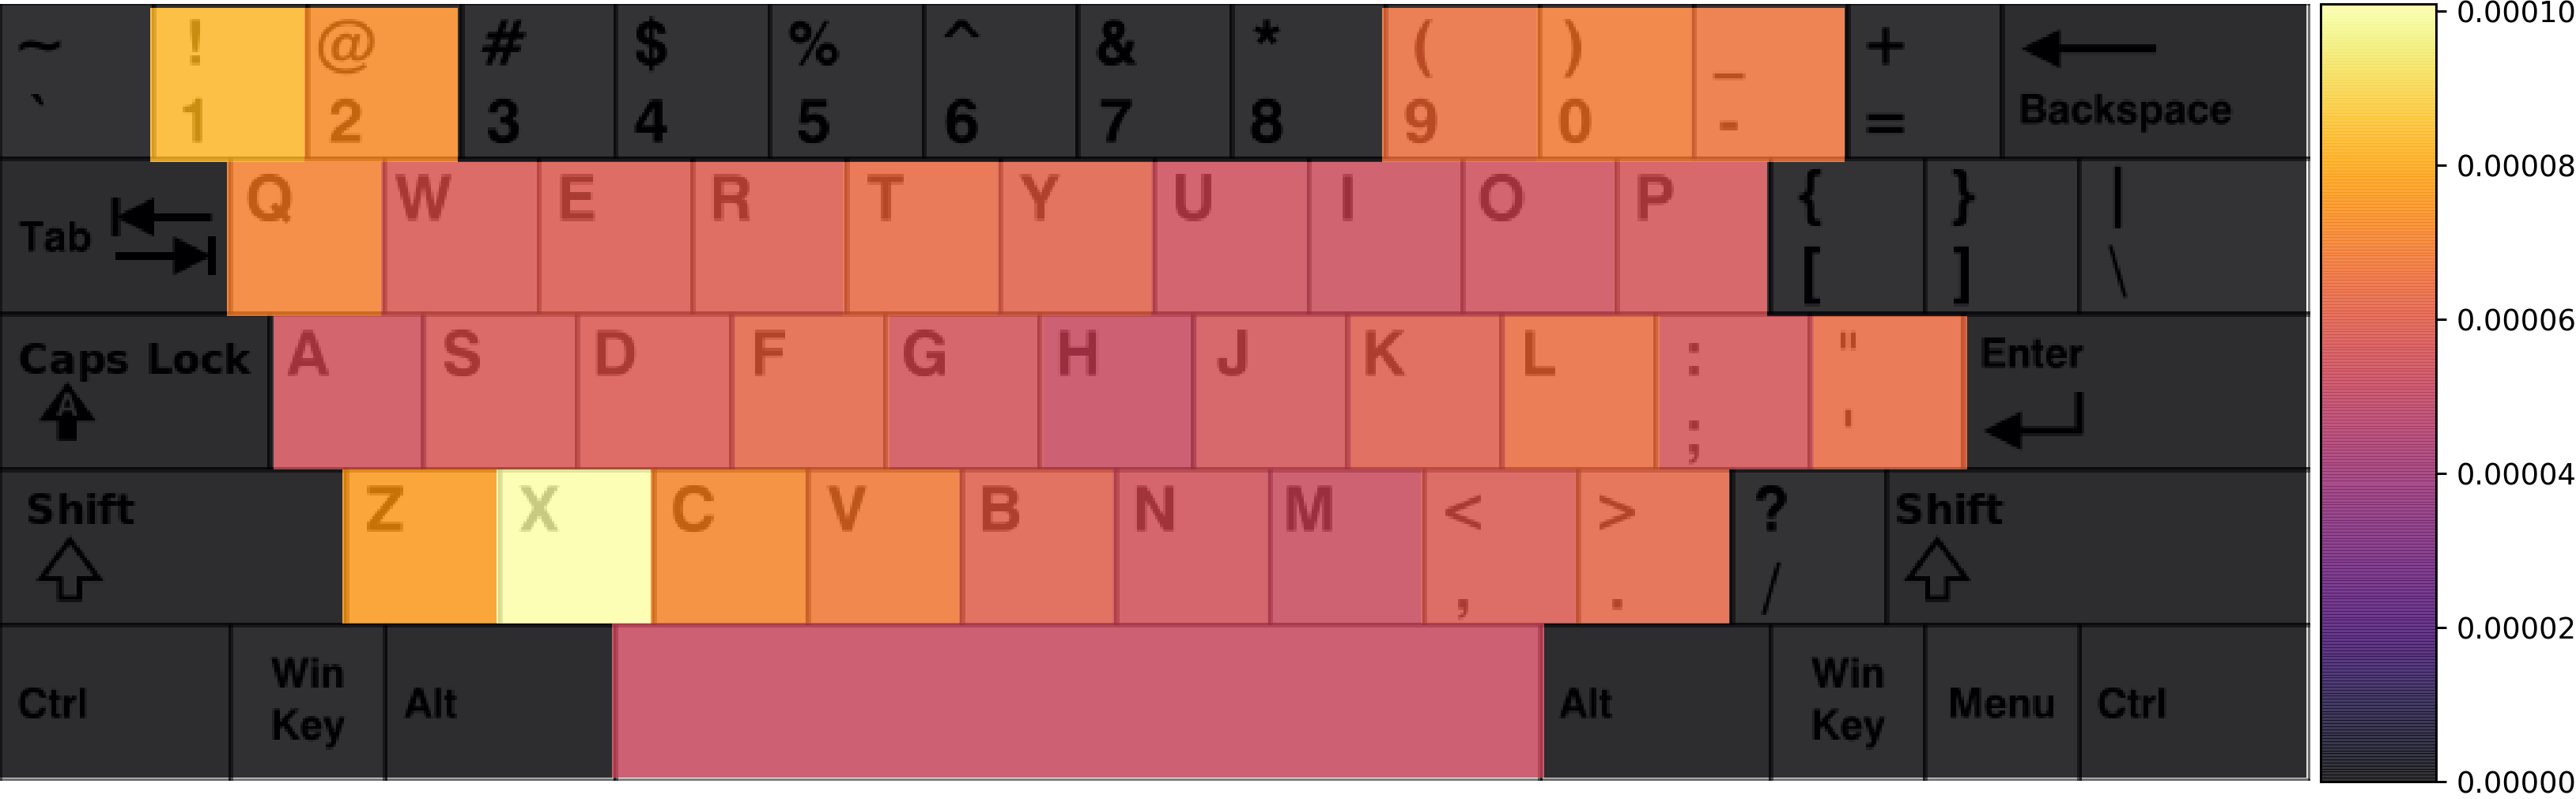 ~ ! @ # $ % ^ & * ( ) _ +
` 1 2 3 4 5 6 7 8 9 0 - = Backspace
Tab Q W E R T Y U I O P { } |
[ ] \
Caps Lock A S D F G H J K L : " Enter
A ; '
Shift Z X C V B N M < > ? Shift
, . /
Ctrl Win Key Alt Alt Win Key Menu Ctrl
0.00010
0.00008
0.00006
0.00004
0.00002
0.00000